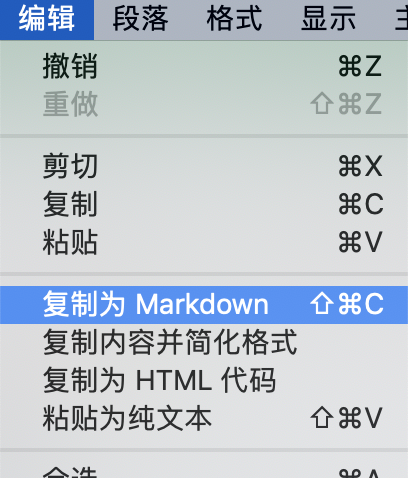 编辑 段落 格式 显示
撤销 ⌘Z
重做 ⇧⌘Z
剪切 ⌘X
复制 ⌘C
粘贴 ⌘V
复制为 Markdown ⇧⌘C
复制内容并简化格式
复制为 HTML 代码
粘贴为纯文本 ⇧⌘V